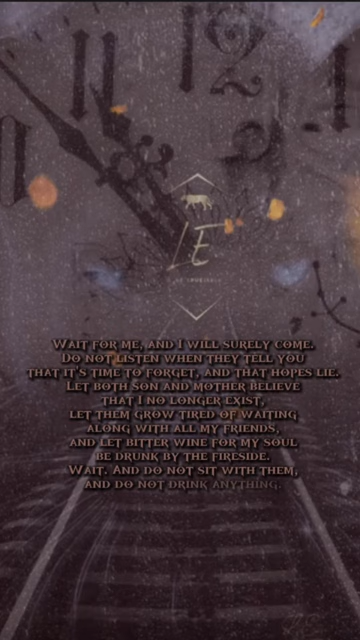 11
12
1
LE
Wait for me, and I will surely come.
Do not listen when they tell you
that it's time to forget, and that hopes lie.
Let both son and mother believe
that I no longer exist,
let them grow tired of waiting
along with all my friends,
and let bitter wine for my soul
be drunk by the fireside.
Wait. And do not sit with them,
and do not drink anything.